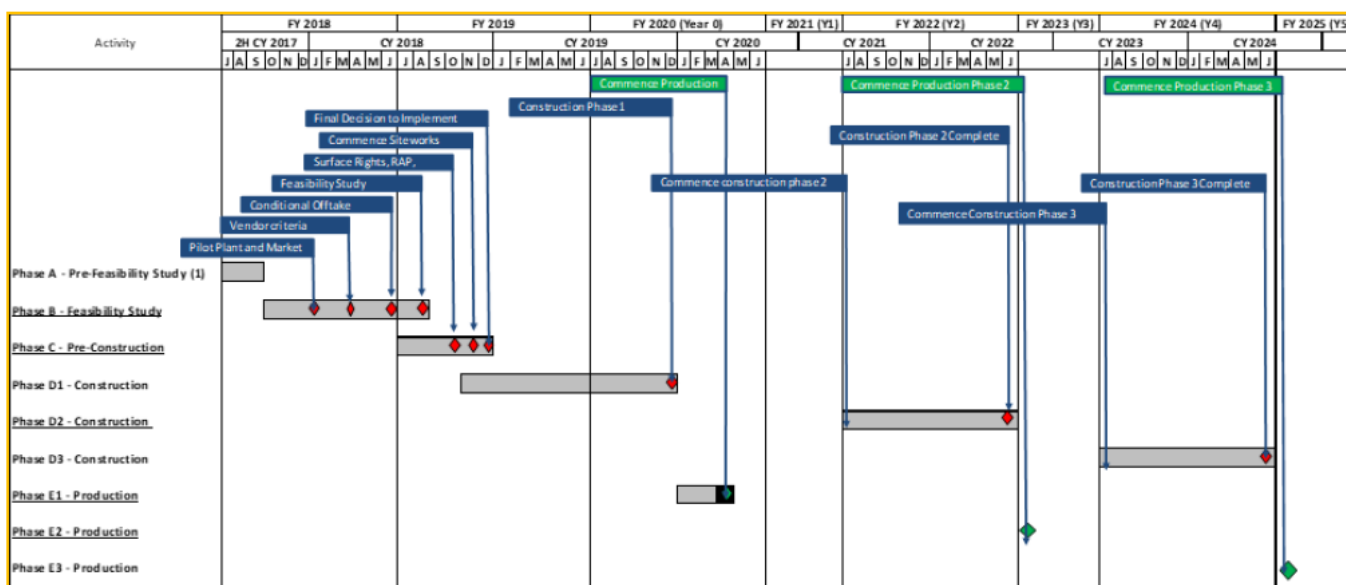 FY 2018 FY 2019 FY 2020 (Year 0) FY 2021 (Y1) FY 2022 (Y2) FY 2023 (Y3) FY 2024 (Y4) FY 2025 (Y5
Activity
2H CY 2017 CY 2018 CY 2019 CY 2020 CY 2021 CY 2022 CY 2023 CY 2024
J A S O N D J F M A M J J A S O N D J F M A M J J A S O N D J F M A M J J A S O N D J F M A M J J A S O N D J F M A M J
Commence Production
Commence Production Phase 2
Commence Production Phase 3
Construction Phase 1
Final Decision to Implement
Commence Siteworks
Construction Phase 2 Complete
Surface Rights, RAP,
Feasibility Study
Commence construction phase 2
Construction Phase 3 Complete
Conditional Offtake
Commence Construction Phase 3
Vendor criteria
Pilot Plant and Market
Phase A - Pre-Feasibility Study (1)
Phase B - Feasibility Study
Phase C - Pre-Construction
Phase D1 - Construction
Phase D2 - Construction
Phase D3 - Construction
Phase E1 - Production
Phase E2 - Production
Phase E3 - Production